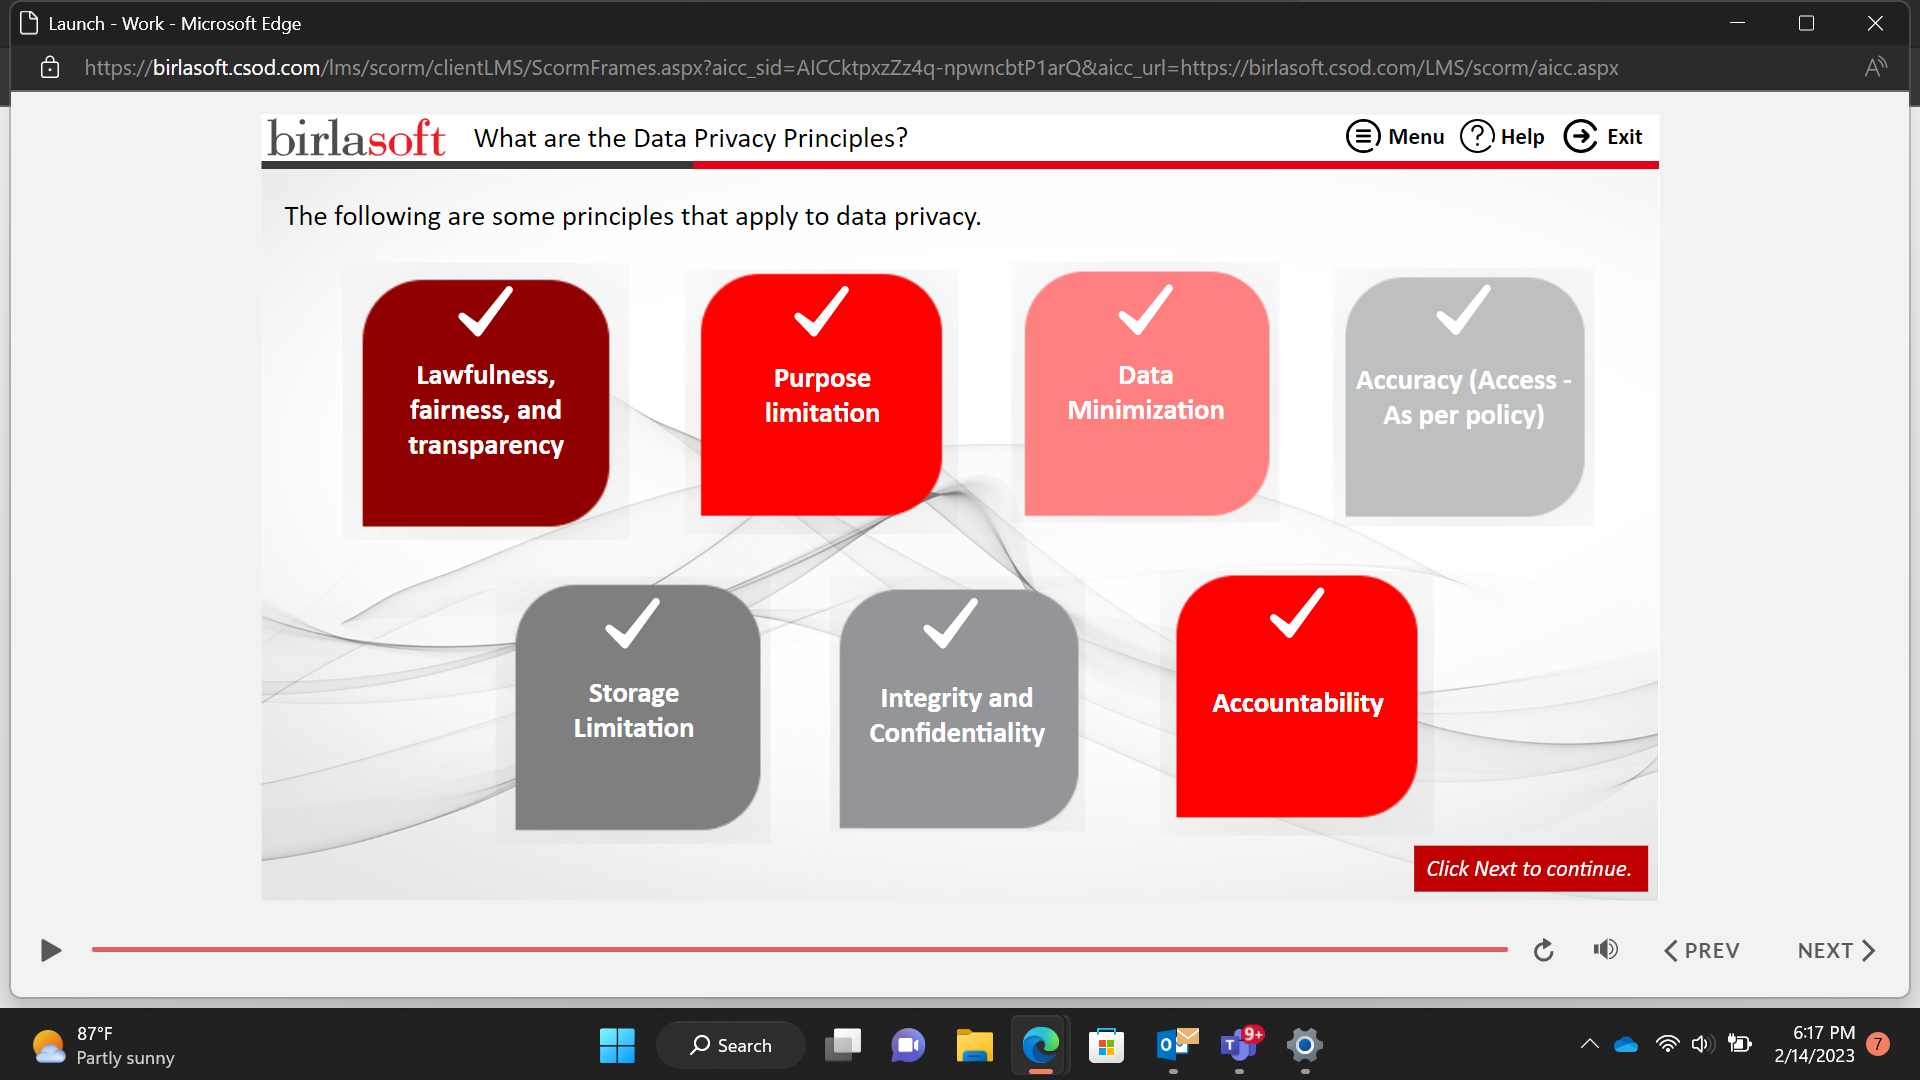 Launch - Work - Microsoft Edge
https://birlasoft.csod.com/lms/scorm/clientLMS/ScormFrames.aspx?aicc_sid=AICCktpxzZz4q-npwncbtP1arQ&aicc_url=https://birlasoft.csod.com/LMS/scorm/aicc.aspx
birlasoft What are the Data Privacy Principles? Menu Help Exit
The following are some principles that apply to data privacy.
Lawfulness,
fairness, and
transparency
Purpose
limitation
Data
Minimization
Accuracy (Access -
As per policy)
Storage
Limitation
Integrity and
Confidentiality
Accountability
Click Next to continue.
PREV NEXT
87°F
Partly sunny
Search
9+
6:17 PM
2/14/2023
7